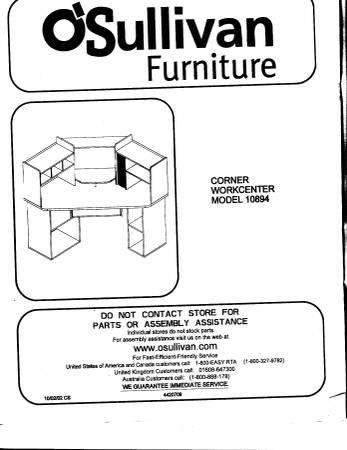 O'Sullivan
Furniture
CORNER
WORKCENTER
MODEL 10894
DO NOT CONTACT STORE FOR
PARTS OR ASSEMBLY ASSISTANCE
Individual stores do not stock parts.
For assembly assistance visit us on the web at
www.osullivan.com
For Fast-Efficient-Friendly Service
United States of America and Canada customers call: 1-800-EASY RTA (1-800-327-9782)
United Kingdom Customers call: 01608-647300
Australia Customers call: (1-800-898-178)
WE GUARANTEE IMMEDIATE SERVICE.
10/02/02 CS
4420709